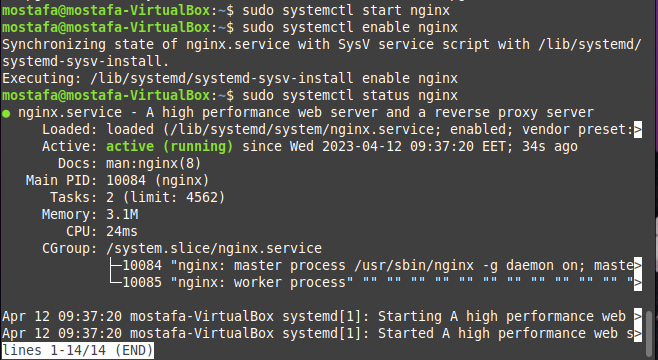 mostafa@mostafa-VirtualBox:~$ sudo systemctl start nginx
mostafa@mostafa-VirtualBox:~$ sudo systemctl enable nginx
Synchronizing state of nginx.service with SysV service script with /lib/systemd/
systemd-sysv-install.
Executing: /lib/systemd/systemd-sysv-install enable nginx
mostafa@mostafa-VirtualBox:~$ sudo systemctl status nginx
● nginx.service - A high performance web server and a reverse proxy server
     Loaded: loaded (/lib/systemd/system/nginx.service; enabled; vendor preset:>
     Active: active (running) since Wed 2023-04-12 09:37:20 EET; 34s ago
       Docs: man:nginx(8)
   Main PID: 10084 (nginx)
      Tasks: 2 (limit: 4562)
     Memory: 3.1M
        CPU: 24ms
     CGroup: /system.slice/nginx.service
             ├─10084 "nginx: master process /usr/sbin/nginx -g daemon on; maste>
             └─10085 "nginx: worker process" "" "" "" "" "" "" "" "" "" "" "" ">
Apr 12 09:37:20 mostafa-VirtualBox systemd[1]: Starting A high performance web >
Apr 12 09:37:20 mostafa-VirtualBox systemd[1]: Started A high performance web s>
lines 1-14/14 (END)